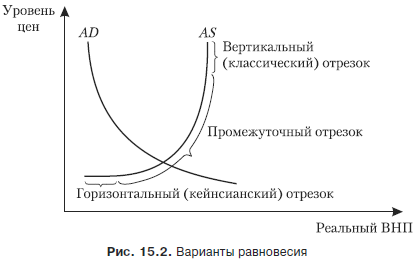 Уровень
цен
AD
AS
Вертикальный
(классический) отрезок
Промежуточный отрезок
Горизонтальный (кейнсианский) отрезок
Реальный ВНП
Рис. 15.2. Варианты равновесия